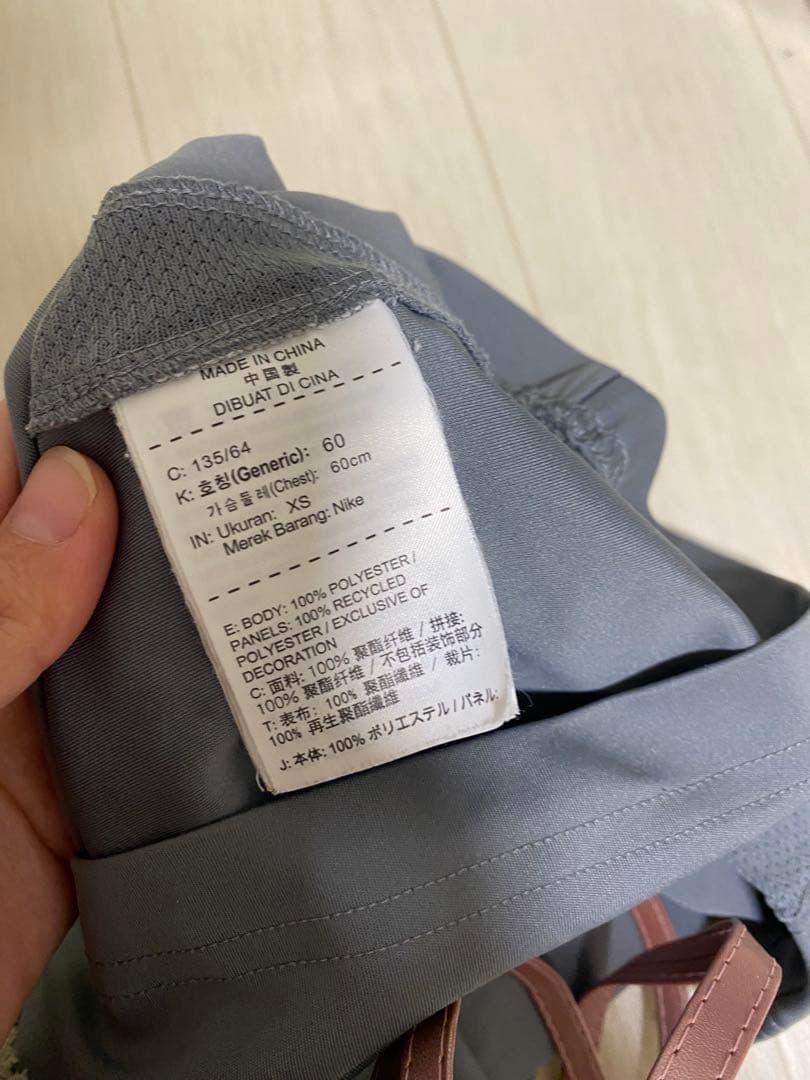 MADE IN CHINA
中国製
DIBUAT DI CINA
C: 135/64
K: 호칭(Generic): 60
가슴둘레(Chest): 60cm
IN: Ukuran: XS
Merek Barang: Nike
E: BODY: 100% POLYESTER /
PANELS: 100% RECYCLED
POLYESTER / EXCLUSIVE OF
DECORATION
C: 面料: 100% 聚酯纤维 / 拼接:
100% 聚酯纤维 / 不包括装饰部分
T: 表布: 100% 聚酯纖維 / 裁片:
100% 再生聚酯纖維
J: 本体: 100% ポリエステル / パネル: